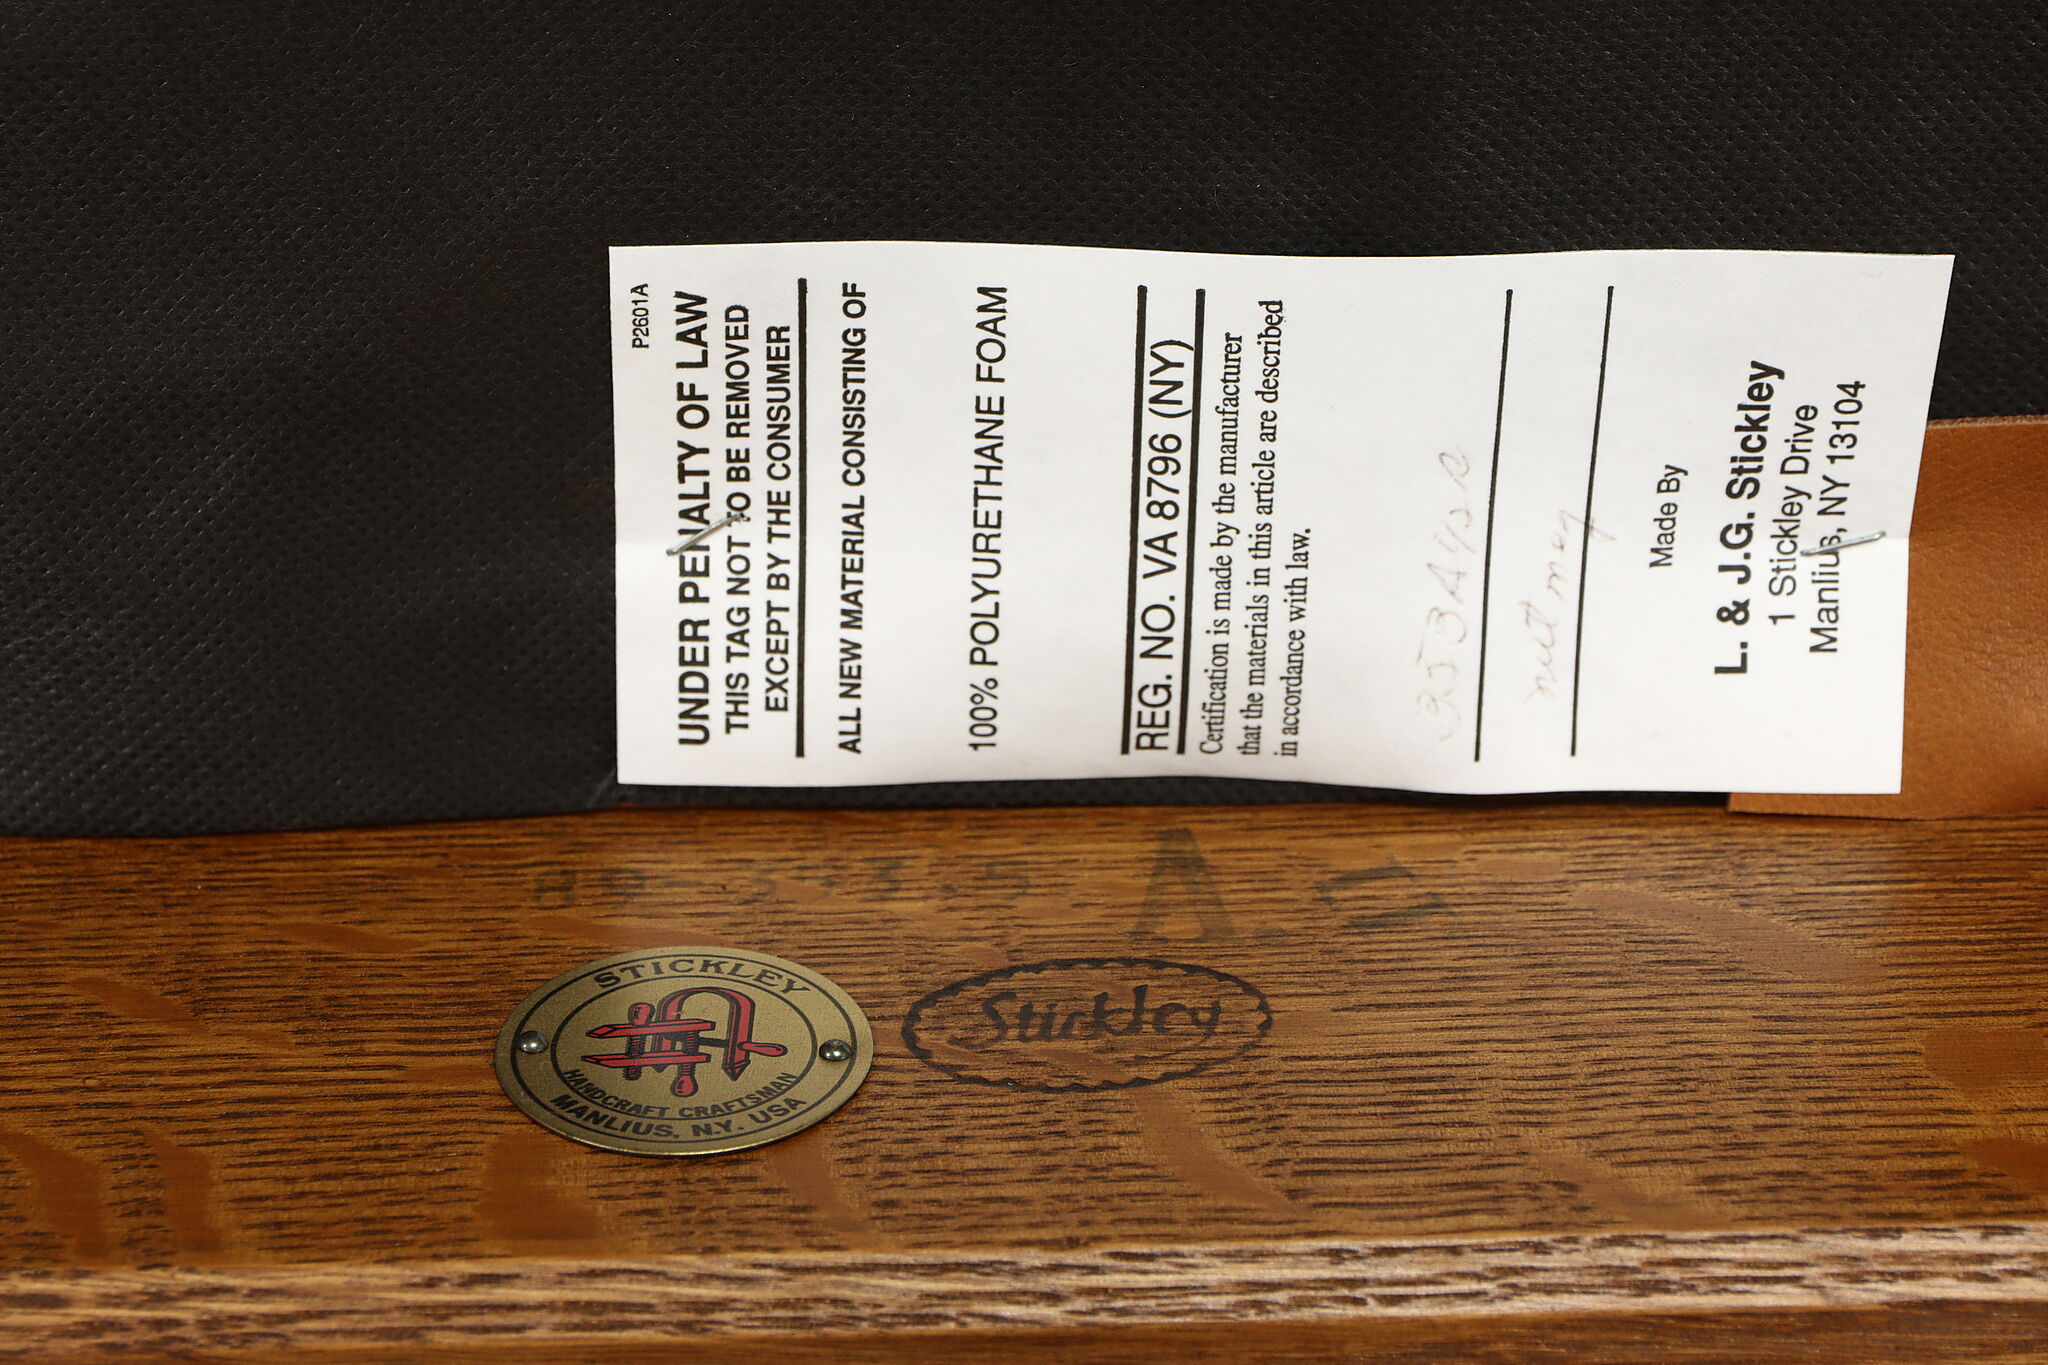 P2601A
UNDER PENALTY OF LAW
THIS TAG NOT TO BE REMOVED
EXCEPT BY THE CONSUMER
ALL NEW MATERIAL CONSISTING OF
100% POLYURETHANE FOAM
REG. NO. VA 8796 (NY)
Certification is made by the manufacturer
that the materials in this article are described
in accordance with law.
nutmeg
Made By
L. & J.G. Stickley
1 Stickley Drive
Manlius, NY 13104
STICKLEY
HANDCRAFT CRAFTSMAN
MANLIUS, N.Y. USA
Stickley